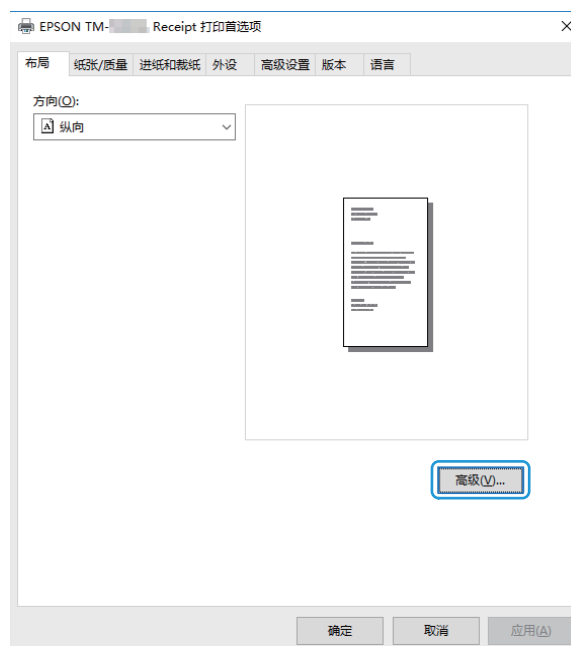 EPSON TM- Receipt 打印首选项
布局 纸张/质量 进纸和裁纸 外设 高级设置 版本 语言
方向(O):
纵向
高级(V)...
确定 取消 应用(A)